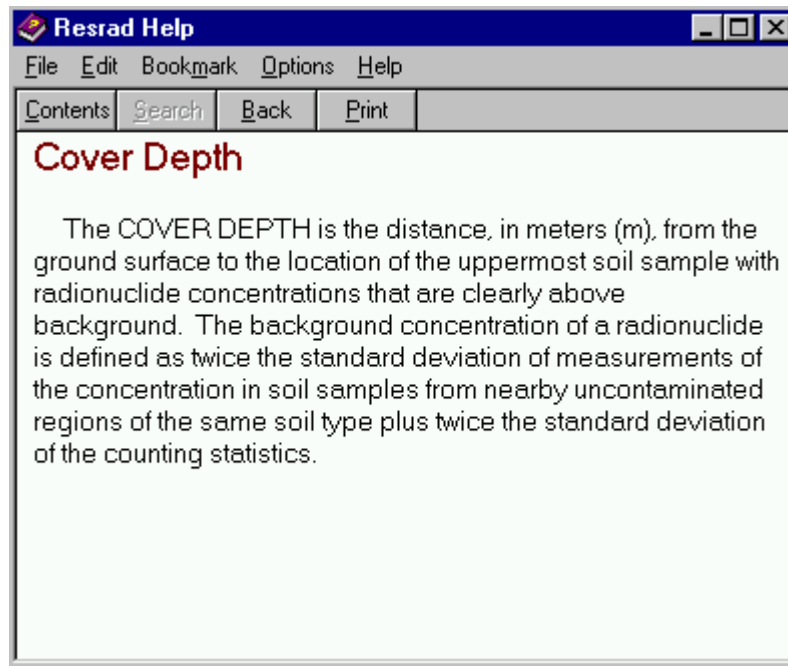 Resrad Help
File Edit Bookmark Options Help
Contents Search Back Print
Cover Depth
The COVER DEPTH is the distance, in meters (m), from the
ground surface to the location of the uppermost soil sample with
radionuclide concentrations that are clearly above
background. The background concentration of a radionuclide
is defined as twice the standard deviation of measurements of
the concentration in soil samples from nearby uncontaminated
regions of the same soil type plus twice the standard deviation
of the counting statistics.